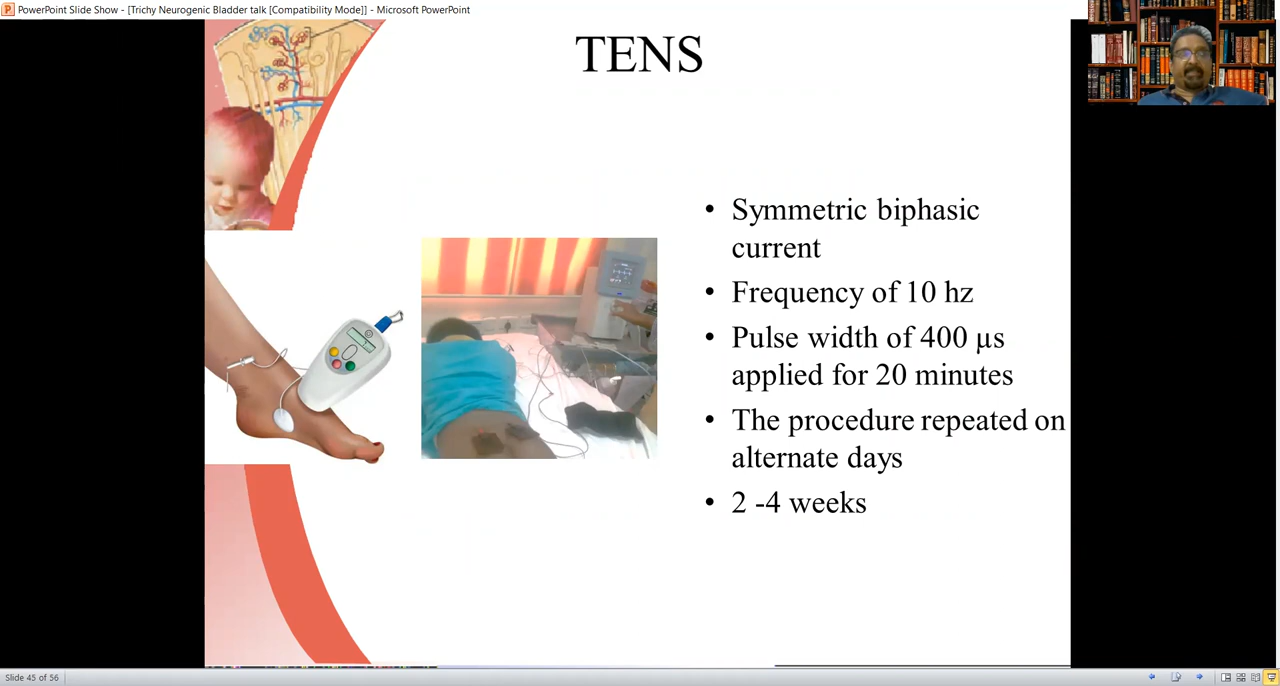 PowerPoint Slide Show - [Trichy Neurogenic Bladder talk [Compatibility Mode]] - Microsoft PowerPoint
TENS
• Symmetric biphasic
current
• Frequency of 10 hz
• Pulse width of 400 µs
applied for 20 minutes
• The procedure repeated on
alternate days
• 2 -4 weeks
Slide 45 of 56